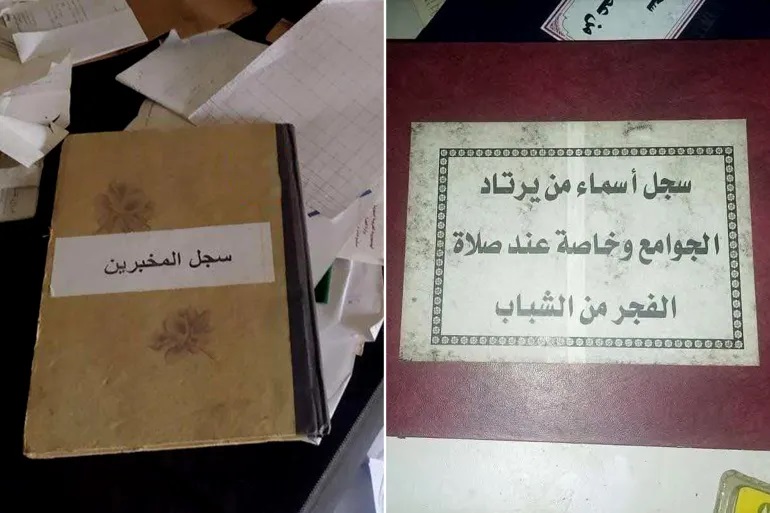 سجل المخبرين
سجل أسماء من يرتاد
الجوامع وخاصة عند صلاة
الفجر من الشباب